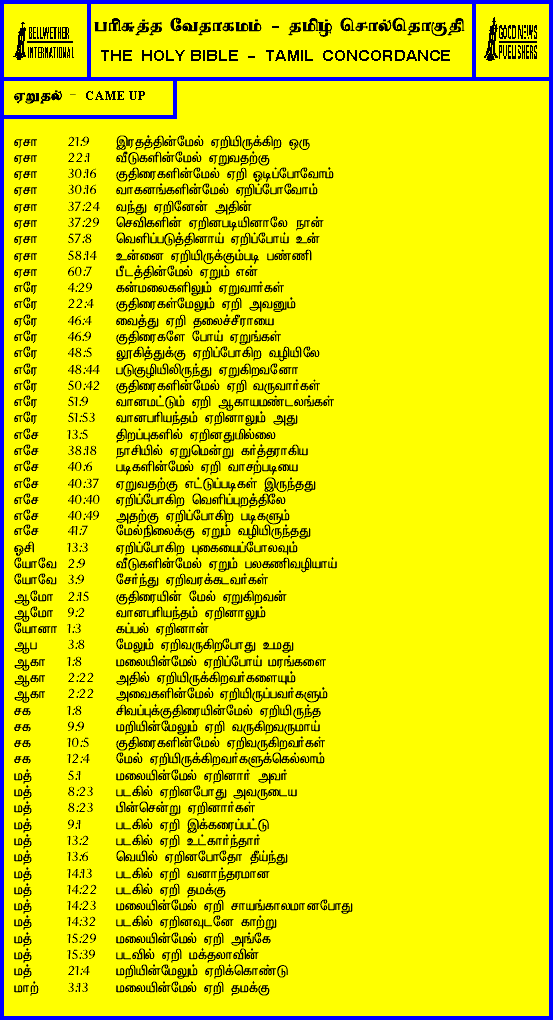 BELLWETHER
INTERNATIONAL
பரிசுத்த வேதாகமம் - தமிழ் சொல்தொகுதி
THE HOLY BIBLE - TAMIL CONCORDANCE
GOOD NEWS
PUBLISHERS
ஏறுதல் - CAME UP
ஏசா 21:9 இரதத்தின்மேல் ஏறியிருக்கிற ஒரு
ஏசா 22:1 வீடுகளின்மேல் ஏறுவதற்கு
ஏசா 30:16 குதிரைகளின்மேல் ஏறி ஓடிப்போவோம்
ஏசா 30:16 வாகனங்களின்மேல் ஏறிப்போவோம்
ஏசா 37:24 வந்து ஏறினேன் அதின்
ஏசா 37:29 செவிகளின் ஏறினபடியினாலே நான்
ஏசா 57:8 வெளிப்படுத்தினாய் ஏறிப்போய் உன்
ஏசா 58:14 உன்னை ஏறியிருக்கும்படி பண்ணி
ஏசா 60:7 பீடத்தின்மேல் ஏறும் என்
எரே 4:29 கன்மலைகளிலும் ஏறுவார்கள்
எரே 22:4 குதிரைகள்மேலும் ஏறி அவனும்
ஏரே 46:4 வைத்து ஏறி தலைச்சீராயை
எரே 46:9 குதிரைகளே போய் ஏறுங்கள்
எரே 48:5 லூகித்துக்கு ஏறிப்போகிற வழியிலே
எரே 48:44 படுகுழியிலிருந்து ஏறுகிறவனோ
எரே 50:42 குதிரைகளின்மேல் ஏறி வருவார்கள்
எரே 51:9 வானமட்டும் ஏறி ஆகாயமண்டலங்கள்
எரே 51:53 வானபரியந்தம் ஏறினாலும் அது
எசே 13:5 திறப்புகளில் ஏறினதுமில்லை
எசே 38:18 நாசியில் ஏறுமென்று கர்த்தராகிய
எசே 40:6 படிகளின்மேல் ஏறி வாசற்படியை
எசே 40:37 ஏறுவதற்கு எட்டுப்படிகள் இருந்தது
எசே 40:40 ஏறிப்போகிற வெளிப்புறத்திலே
எசே 40:49 அதற்கு ஏறிப்போகிற படிகளும்
எசே 41:7 மேல்நிலைக்கு ஏறும் வழியிருந்தது
ஓசி 13:3 ஏறிப்போகிற புகையைப்போலவும்
யோவே 2:9 வீடுகளின்மேல் ஏறும் பலகணிவழியாய்
யோவே 3:9 சேர்ந்து ஏறிவரக்கடவர்கள்
ஆமோ 2:15 குதிரையின் மேல் ஏறுகிறவன்
ஆமோ 9:2 வானபரியந்தம் ஏறினாலும்
யோனா 1:3 கப்பல் ஏறினான்
ஆப 3:8 மேலும் ஏறிவருகிறபோது உமது
ஆகா 1:8 மலையின்மேல் ஏறிப்போய் மரங்களை
ஆகா 2:22 அதில் ஏறியிருக்கிறவர்களையும்
ஆகா 2:22 அவைகளின்மேல் ஏறியிருப்பவர்களும்
சக 1:8 சிவப்புக்குதிரையின்மேல் ஏறியிருந்த
சக 9:9 மறியின்மேலும் ஏறி வருகிறவருமாய்
சக 10:5 குதிரைகளின்மேல் ஏறிவருகிறவர்கள்
சக 12:4 மேல் ஏறியிருக்கிறவர்களுக்கெல்லாம்
மத் 5:1 மலையின்மேல் ஏறினார் அவர்
மத் 8:23 படகில் ஏறினபோது அவருடைய
மத் 8:23 பின்சென்று ஏறினார்கள்
மத் 9:1 படகில் ஏறி இக்கரைப்பட்டு
மத் 13:2 படகில் ஏறி உட்கார்ந்தார்
மத் 13:6 வெயில் ஏறினபோதோ தீய்ந்து
மத் 14:13 படகில் ஏறி வனாந்தரமான
மத் 14:22 படகில் ஏறி தமக்கு
மத் 14:23 மலையின்மேல் ஏறி சாயங்காலமானபோது
மத் 14:32 படகில் ஏறினவுடனே காற்று
மத் 15:29 மலையின்மேல் ஏறி அங்கே
மத் 15:39 படவில் ஏறி மக்தலாவின்
மத் 21:4 மறியின்மேலும் ஏறிக்கொண்டு
மாற் 3:13 மலையின்மேல் ஏறி தமக்கு